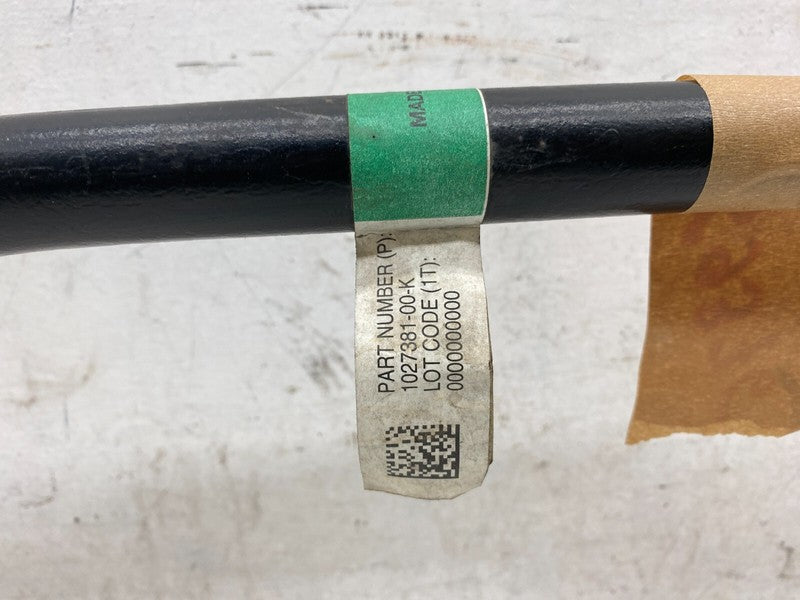 MADE
PART NUMBER (P):
1027381-00-K
LOT CODE (1T):
0000000000